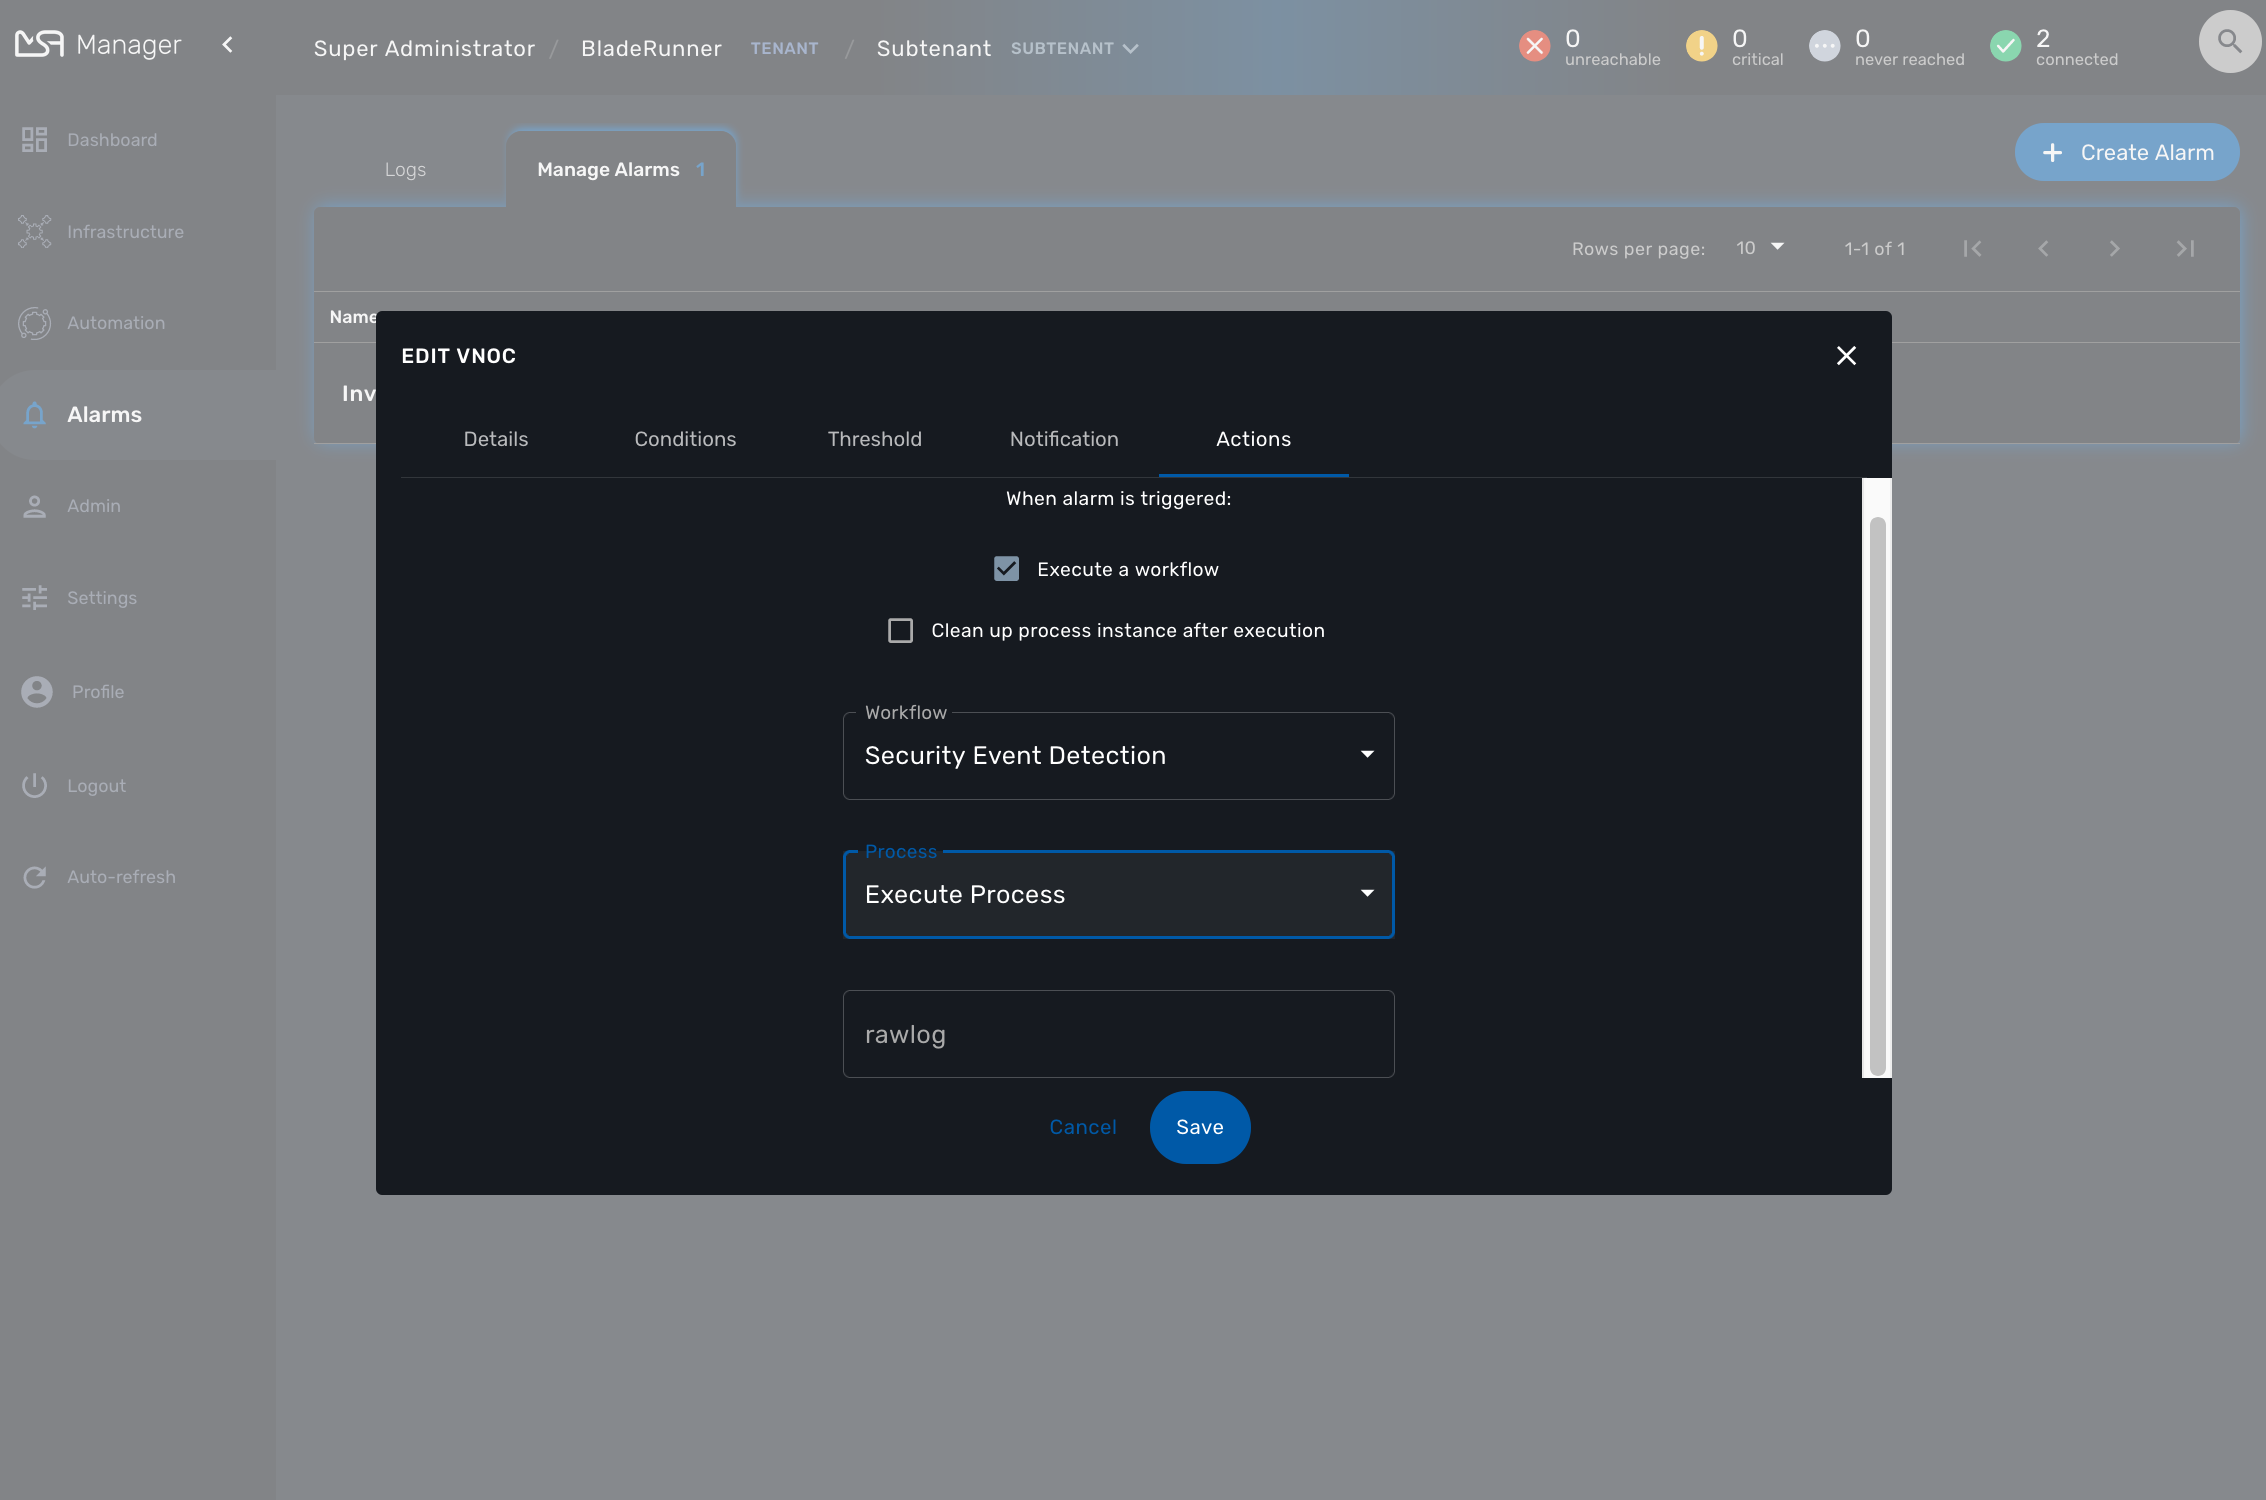 MSA Manager
Super Administrator / BladeRunner TENANT / Subtenant SUBTENANT
0 unreachable
0 critical
0 never reached
2 connected
Dashboard
Infrastructure
Automation
Alarms
Admin
Settings
Profile
Logout
Auto-refresh
Logs
Manage Alarms 1
+ Create Alarm
Rows per page: 10 1-1 of 1
Name
Inv
EDIT VNOC
Details Conditions Threshold Notification Actions
When alarm is triggered:
Execute a workflow
Clean up process instance after execution
Workflow
Security Event Detection
Process
Execute Process
rawlog
Cancel Save